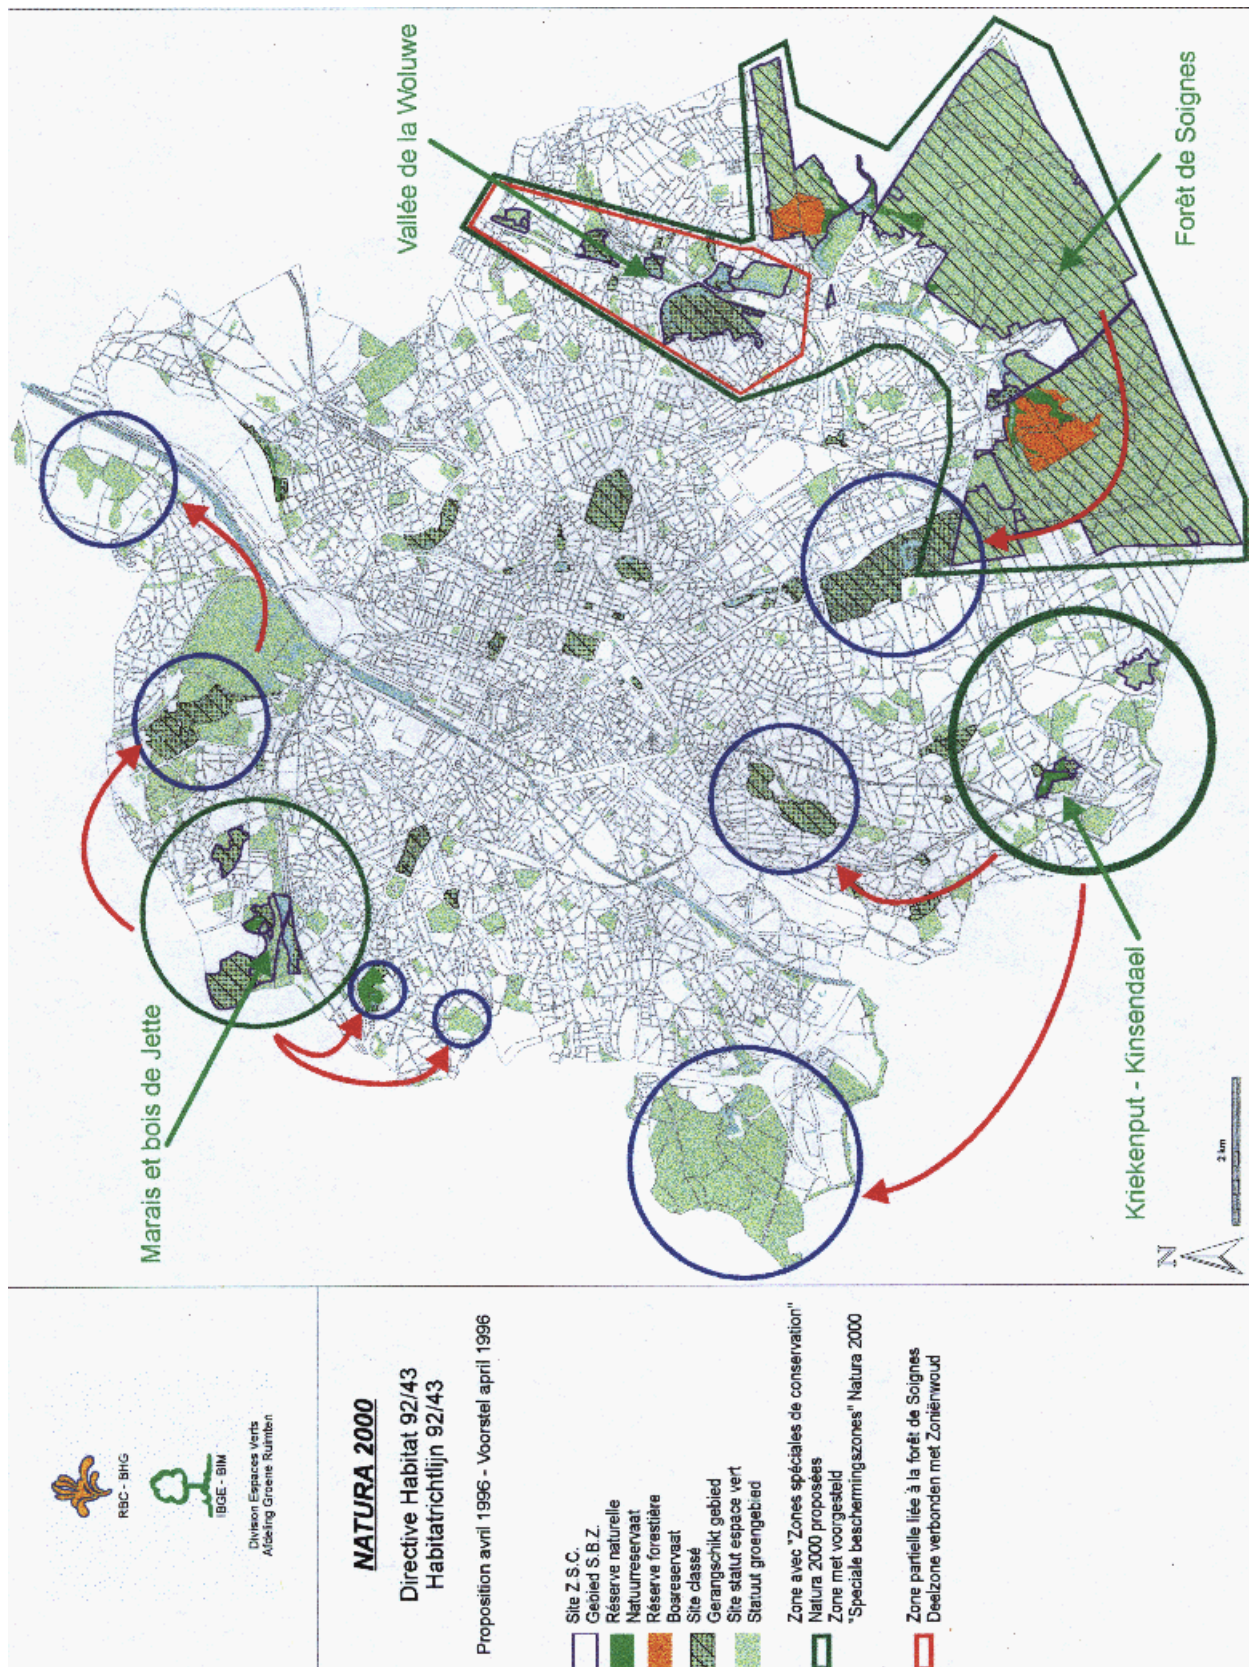 Vallée de la Woluwe
Forêt de Soignes
Marais et bois de Jette
Kriekenput - Kinsendael
N
2 km
RBC - BHG
IBGE - BIM
Division Espaces Verts
Afdeling Groene Ruimten
NATURA 2000
Directive Habitat 92/43
Habitatrichtlijn 92/43
Proposition avril 1996 - Voorstel april 1996
Site Z.S.C.
Gebied S.B.Z.
Réserve naturelle
Natuurreservaat
Réserve forestière
Bosreservaat
Site classé
Gerangschikt gebied
Site statut espace vert
Statuut groengebied
Zone avec "Zones spéciales de conservation"
Natura 2000 proposées
Zone met voorgesteld
"Speciale beschermingszones" Natura 2000
Zone partielle liée à la forêt de Soignes
Deelzone verbonden met Zoniënwoud